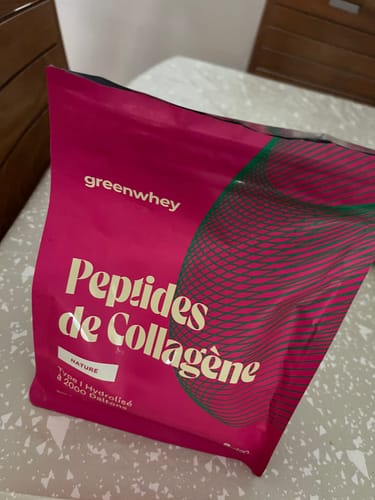 greenwhey
Peptides
de Collagène
NATURE
Type I Hydrolisé
à 2000 Daltons